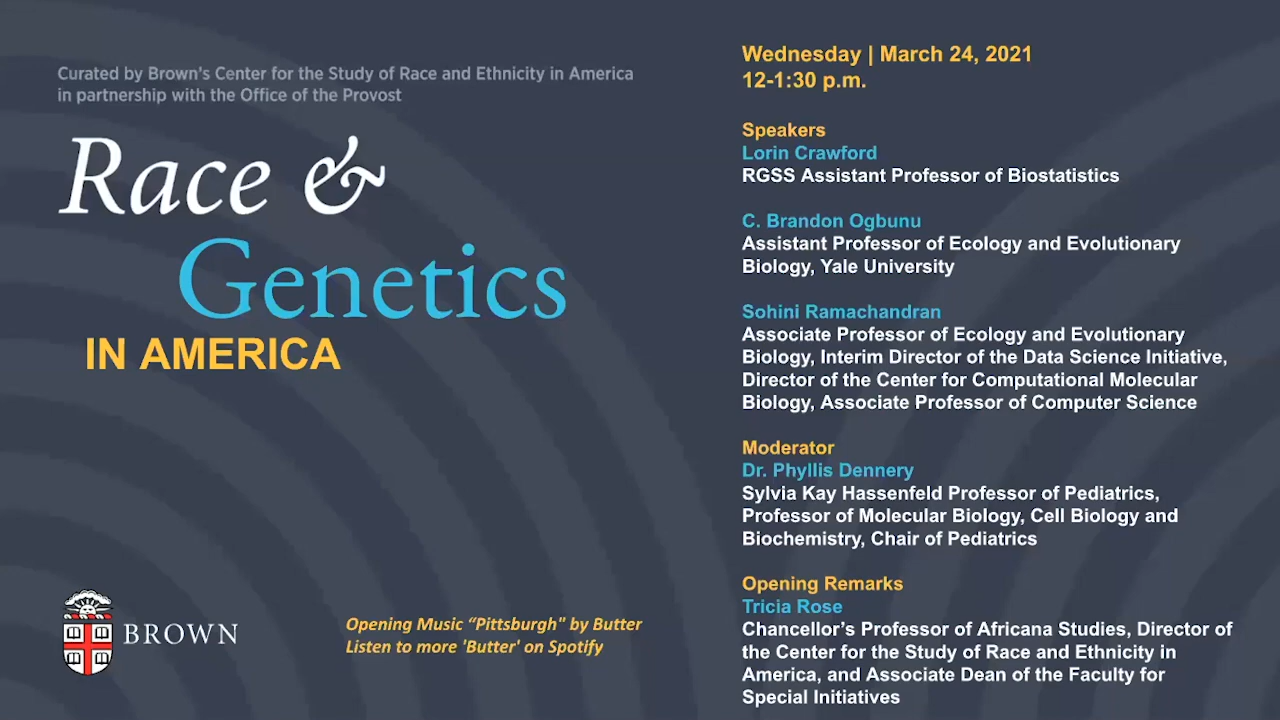 Curated by Brown's Center for the Study of Race and Ethnicity in America
in partnership with the Office of the Provost
Race &
Genetics
IN AMERICA
BROWN
Opening Music “Pittsburgh" by Butter
Listen to more 'Butter' on Spotify
Wednesday | March 24, 2021
12-1:30 p.m.
Speakers
Lorin Crawford
RGSS Assistant Professor of Biostatistics
C. Brandon Ogbunu
Assistant Professor of Ecology and Evolutionary
Biology, Yale University
Sohini Ramachandran
Associate Professor of Ecology and Evolutionary
Biology, Interim Director of the Data Science Initiative,
Director of the Center for Computational Molecular
Biology, Associate Professor of Computer Science
Moderator
Dr. Phyllis Dennery
Sylvia Kay Hassenfeld Professor of Pediatrics,
Professor of Molecular Biology, Cell Biology and
Biochemistry, Chair of Pediatrics
Opening Remarks
Tricia Rose
Chancellor’s Professor of Africana Studies, Director of
the Center for the Study of Race and Ethnicity in
America, and Associate Dean of the Faculty for
Special Initiatives